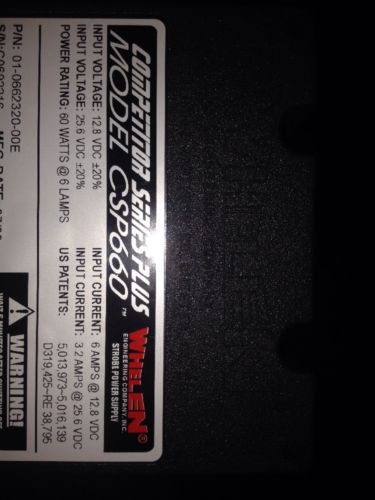 COMPETITOR SERIES PLUS
MODEL CSP660™
WHELEN®
ENGINEERING COMPANY, INC.
STROBE POWER SUPPLY
INPUT VOLTAGE: 12.8 VDC ±20% INPUT CURRENT: 6 AMPS @ 12.8 VDC
INPUT VOLTAGE: 25.6 VDC ±20% INPUT CURRENT: 3.2 AMPS @ 25.6 VDC
POWER RATING: 60 WATTS @ 6 LAMPS US PATENTS: 5,013,973–5,016,139
D319,425–RE 38,795
P/N: 01-0662320-00E
WARNING!